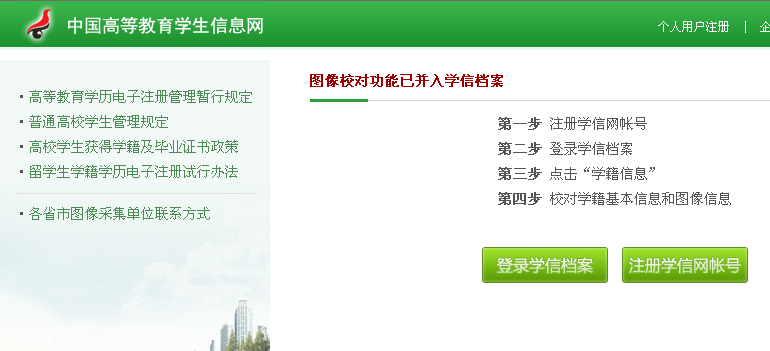 中国高等教育学生信息网
个人用户注册 | 企
· 高等教育学历电子注册管理暂行规定
· 普通高校学生管理规定
· 高校学生获得学籍及毕业证书政策
· 留学生学籍学历电子注册试行办法
· 各省市图像采集单位联系方式
图像校对功能已并入学信档案
第一步 注册学信网帐号
第二步 登录学信档案
第三步 点击“学籍信息”
第四步 校对学籍基本信息和图像信息
登录学信档案 注册学信网帐号